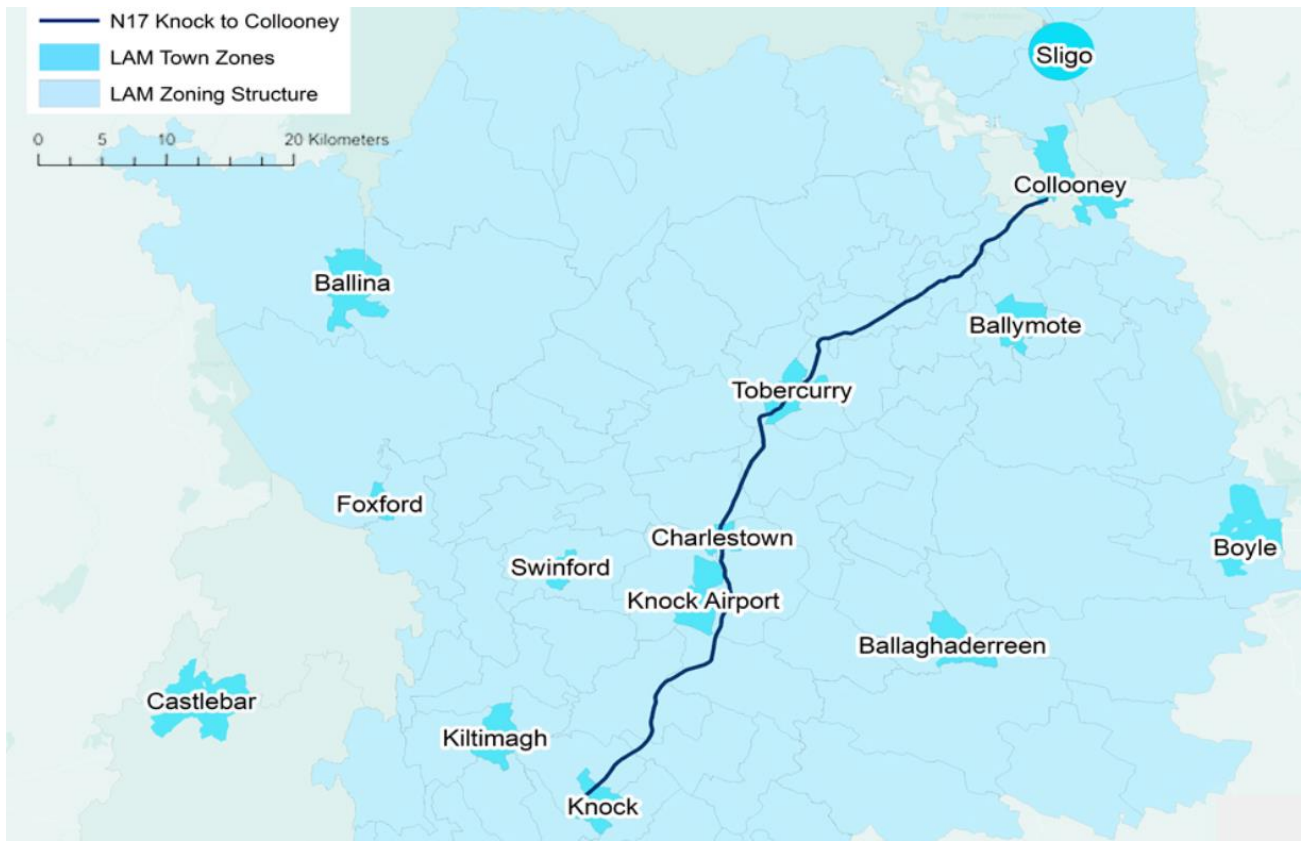 N17 Knock to Collooney
LAM Town Zones
LAM Zoning Structure
0 5 10 20 Kilometers
Sligo
Collooney
Ballina
Ballymote
Tobercurry
Foxford
Charlestown
Swinford
Boyle
Knock Airport
Ballaghaderreen
Castlebar
Kiltimagh
Knock